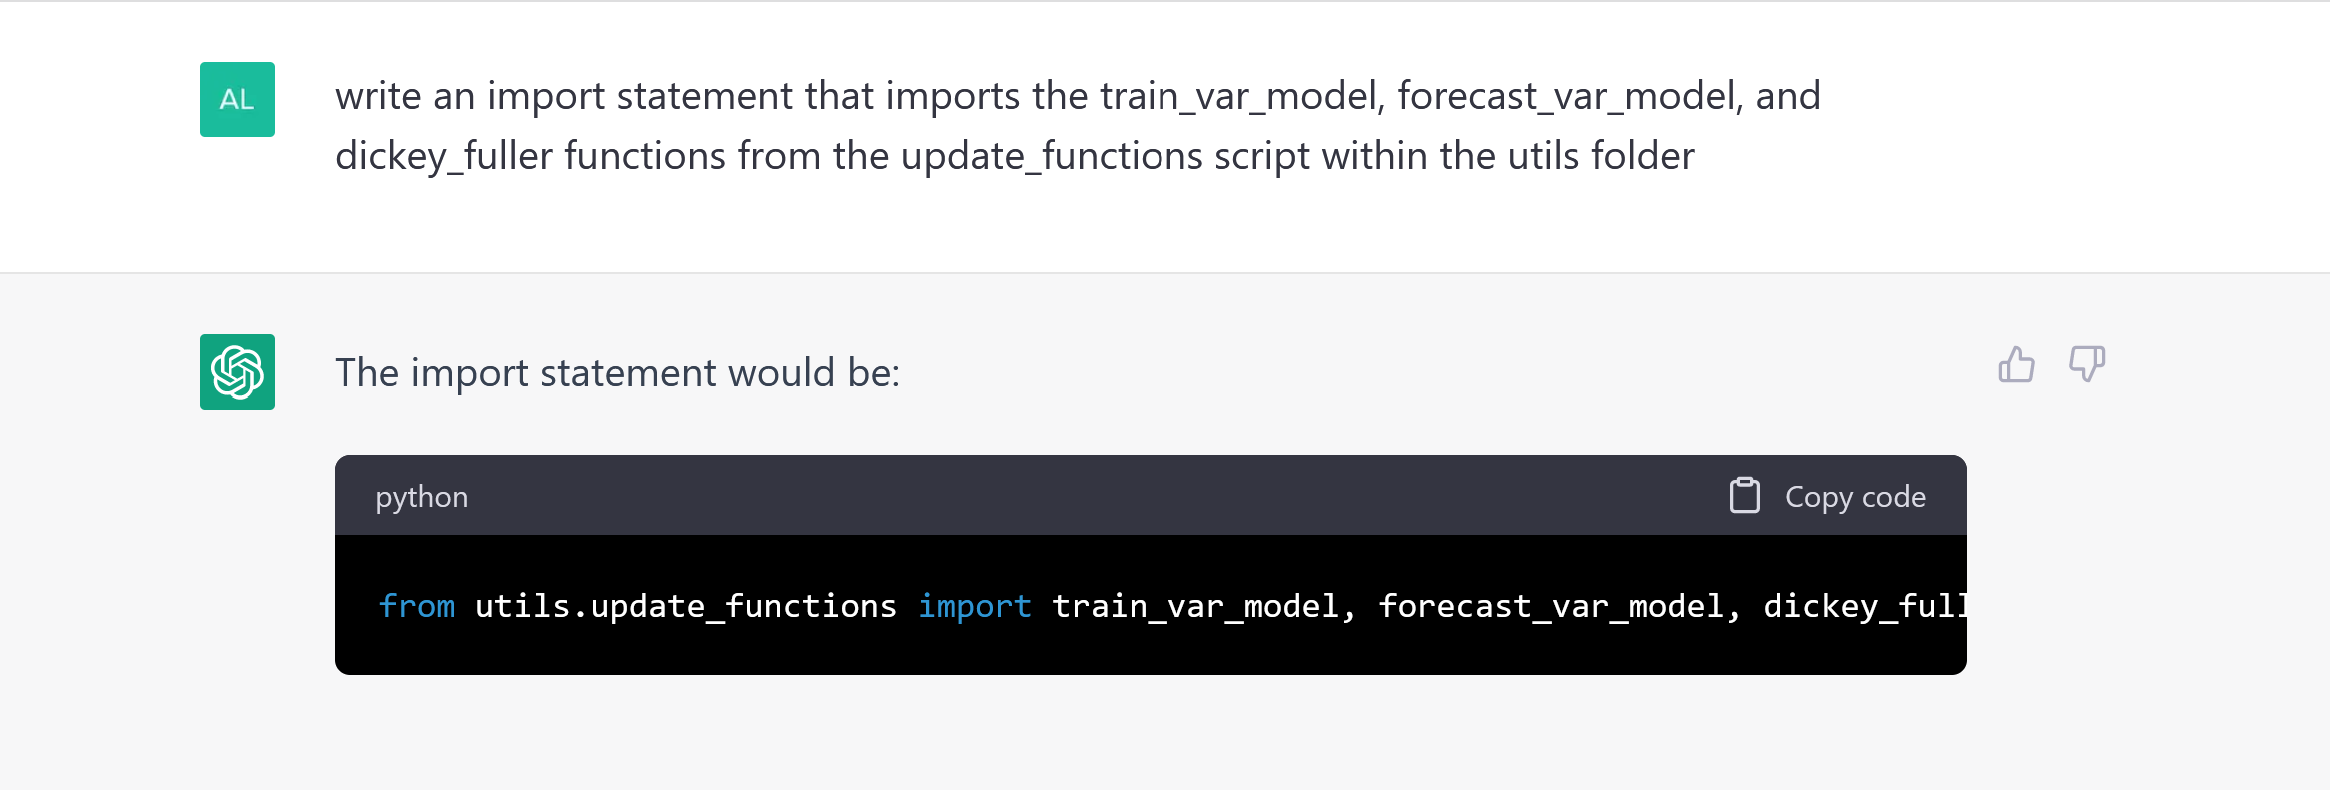 AL
write an import statement that imports the train_var_model, forecast_var_model, and
dickey_fuller functions from the update_functions script within the utils folder
The import statement would be:
python
Copy code
from utils.update_functions import train_var_model, forecast_var_model, dickey_full